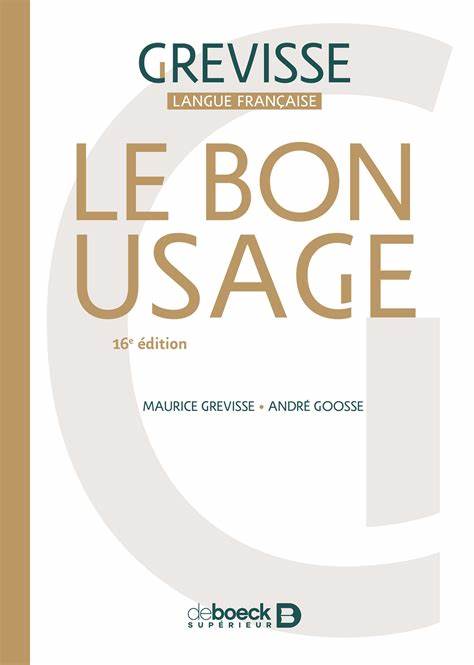 GREVISSE
LANGUE FRANÇAISE
LE BON
USAGE
16e édition
MAURICE GREVISSE • ANDRÉ GOOSSE
deboeck B
SUPÉRIEUR